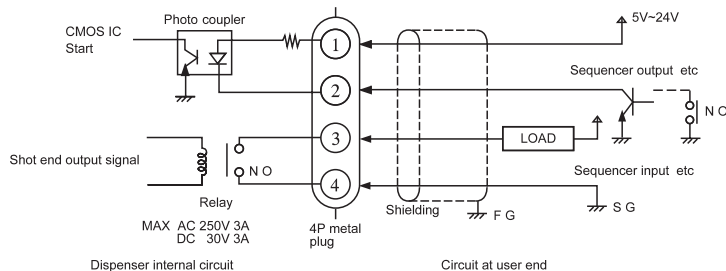 Photo coupler
CMOS IC
Start
5V~24V
1
Sequencer output etc
2
N O
3
LOAD
Shot end output signal
N O
Sequencer input etc
4
Relay
Shielding
F G
S G
MAX AC 250V 3A
DC 30V 3A
4P metal
plug
Dispenser internal circuit
Circuit at user end